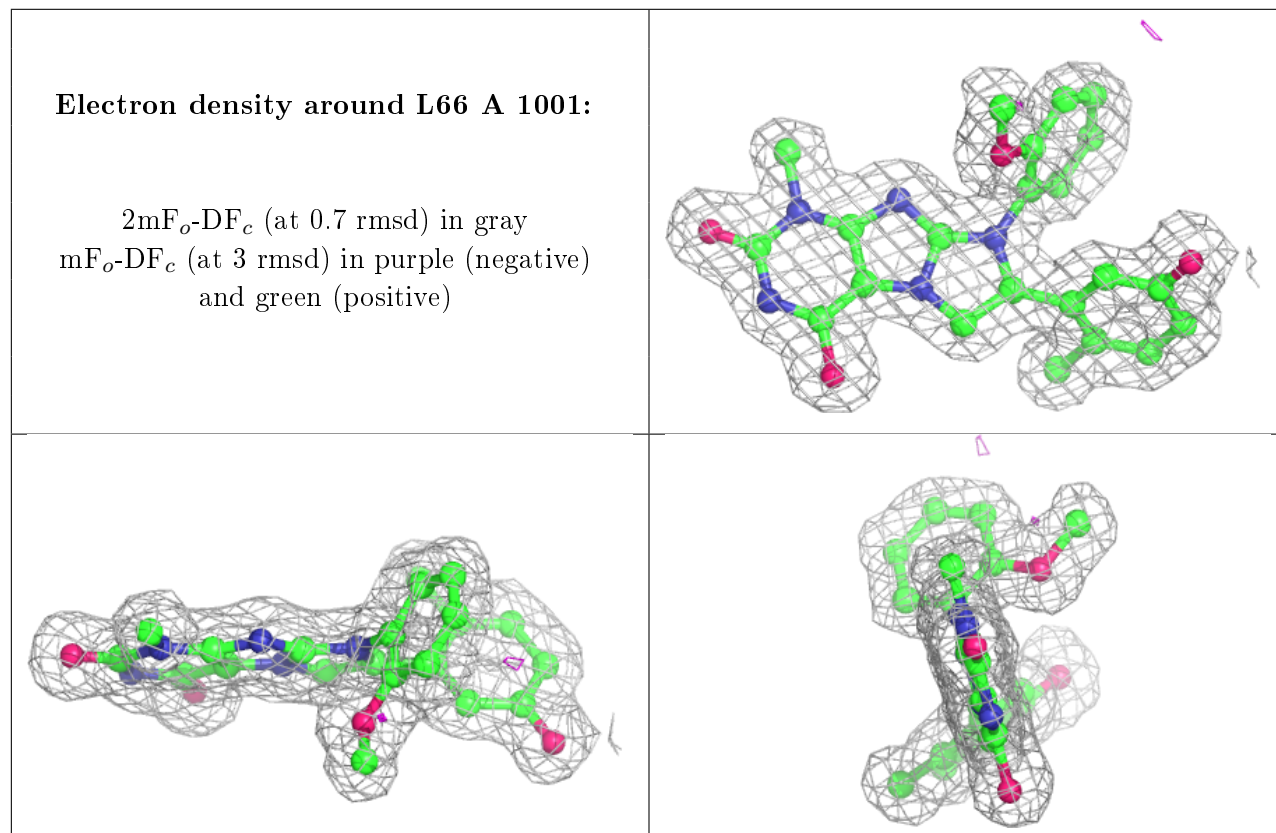 Electron density around L66 A 1001:
2mFo-DFc (at 0.7 rmsd) in gray
mFo-DFc (at 3 rmsd) in purple (negative)
and green (positive)